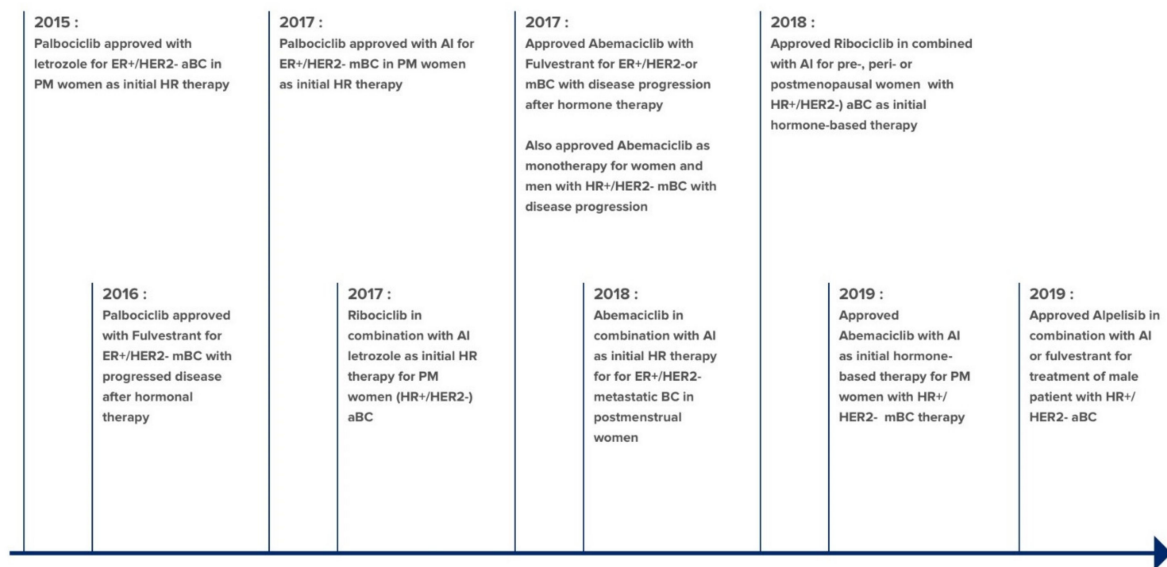 2015 :
Palbociclib approved with
letrozole for ER+/HER2- aBC in
PM women as initial HR therapy
2017 :
Palbociclib approved with AI for
ER+/HER2- mBC in PM women
as initial HR therapy
2017 :
Approved Abemaciclib with
Fulvestrant for ER+/HER2-or
mBC with disease progression
after hormone therapy
Also approved Abemaciclib as
monotherapy for women and
men with HR+/HER2- mBC with
disease progression
2018 :
Approved Ribociclib in combined
with AI for pre-, peri- or
postmenopausal women with
HR+/HER2-) aBC as initial
hormone-based therapy
2016 :
Palbociclib approved
with Fulvestrant for
ER+/HER2- mBC with
progressed disease
after hormonal
therapy
2017 :
Ribociclib in
combination with AI
letrozole as initial HR
therapy for PM
women (HR+/HER2-)
aBC
2018 :
Abemaciclib in
combination with AI
as initial HR therapy
for for ER+/HER2-
metastatic BC in
postmenstrual
women
2019 :
Approved
Abemaciclib with AI
as initial hormone-
based therapy for PM
women with HR+/
HER2- mBC therapy
2019 :
Approved Alpelisib in
combination with AI
or fulvestrant for
treatment of male
patient with HR+/
HER2- aBC